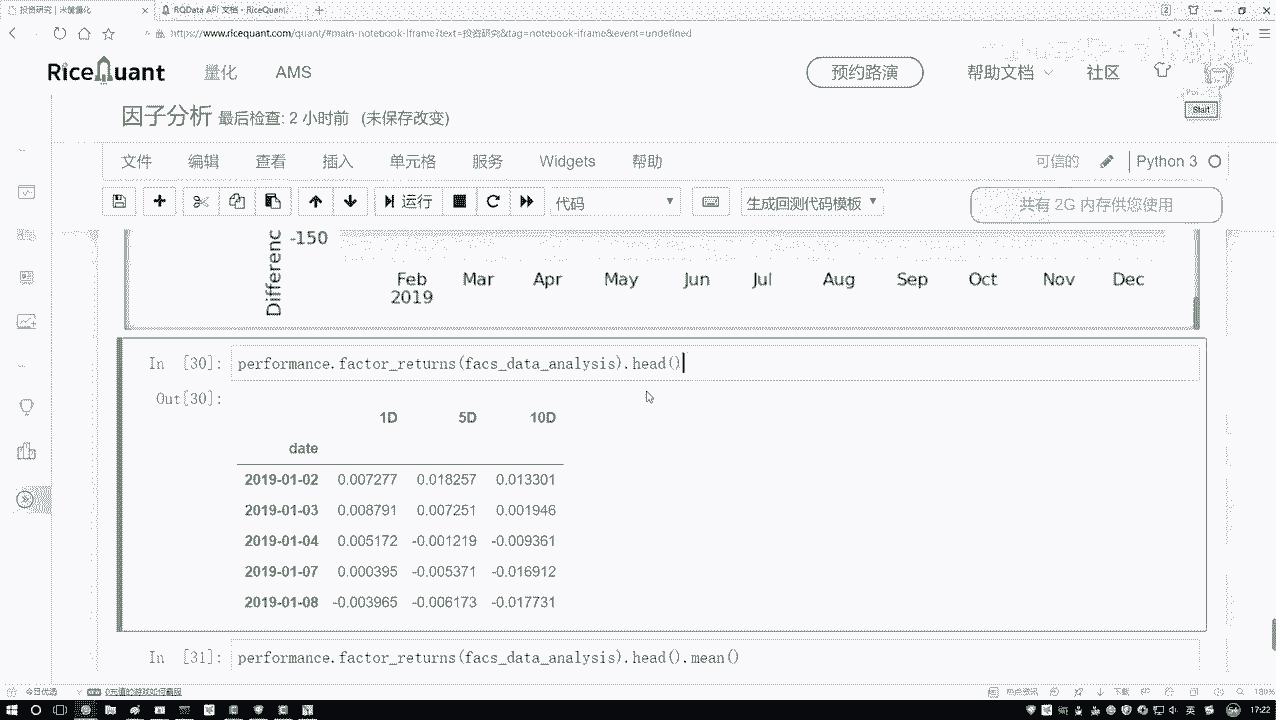 投资研究 | 米筐量化
RQData API 文档 - RiceQuant
https://www.ricequant.com/quant/#main-notebook-iframe?text=投资研究&tag=notebook-iframe&event=undefined
RiceQuant 量化 AMS 预约路演 帮助文档 社区
Start
因子分析 最后检查: 2 小时前 (未保存改变)
文件 编辑 查看 插入 单元格 服务 Widgets 帮助 可信的 Python 3
运行 代码 生成回测代码模板 共有 2G 内存供您使用
Differenc
-150
Feb Mar Apr May Jun Jul Aug Sep Oct Nov Dec
2019
In [30]: performance.factor_returns(facs_data_analysis).head()
Out[30]:
1D 5D 10D
date
2019-01-02 0.007277 0.018257 0.013301
2019-01-03 0.008791 0.007251 0.001946
2019-01-04 0.005172 -0.001219 -0.009361
2019-01-07 0.000395 -0.005371 -0.016912
2019-01-08 -0.003965 -0.006173 -0.017731
In [31]: performance.factor_returns(facs_data_analysis).head().mean()
今日优选 热点资讯 下载 180%
英 17:22